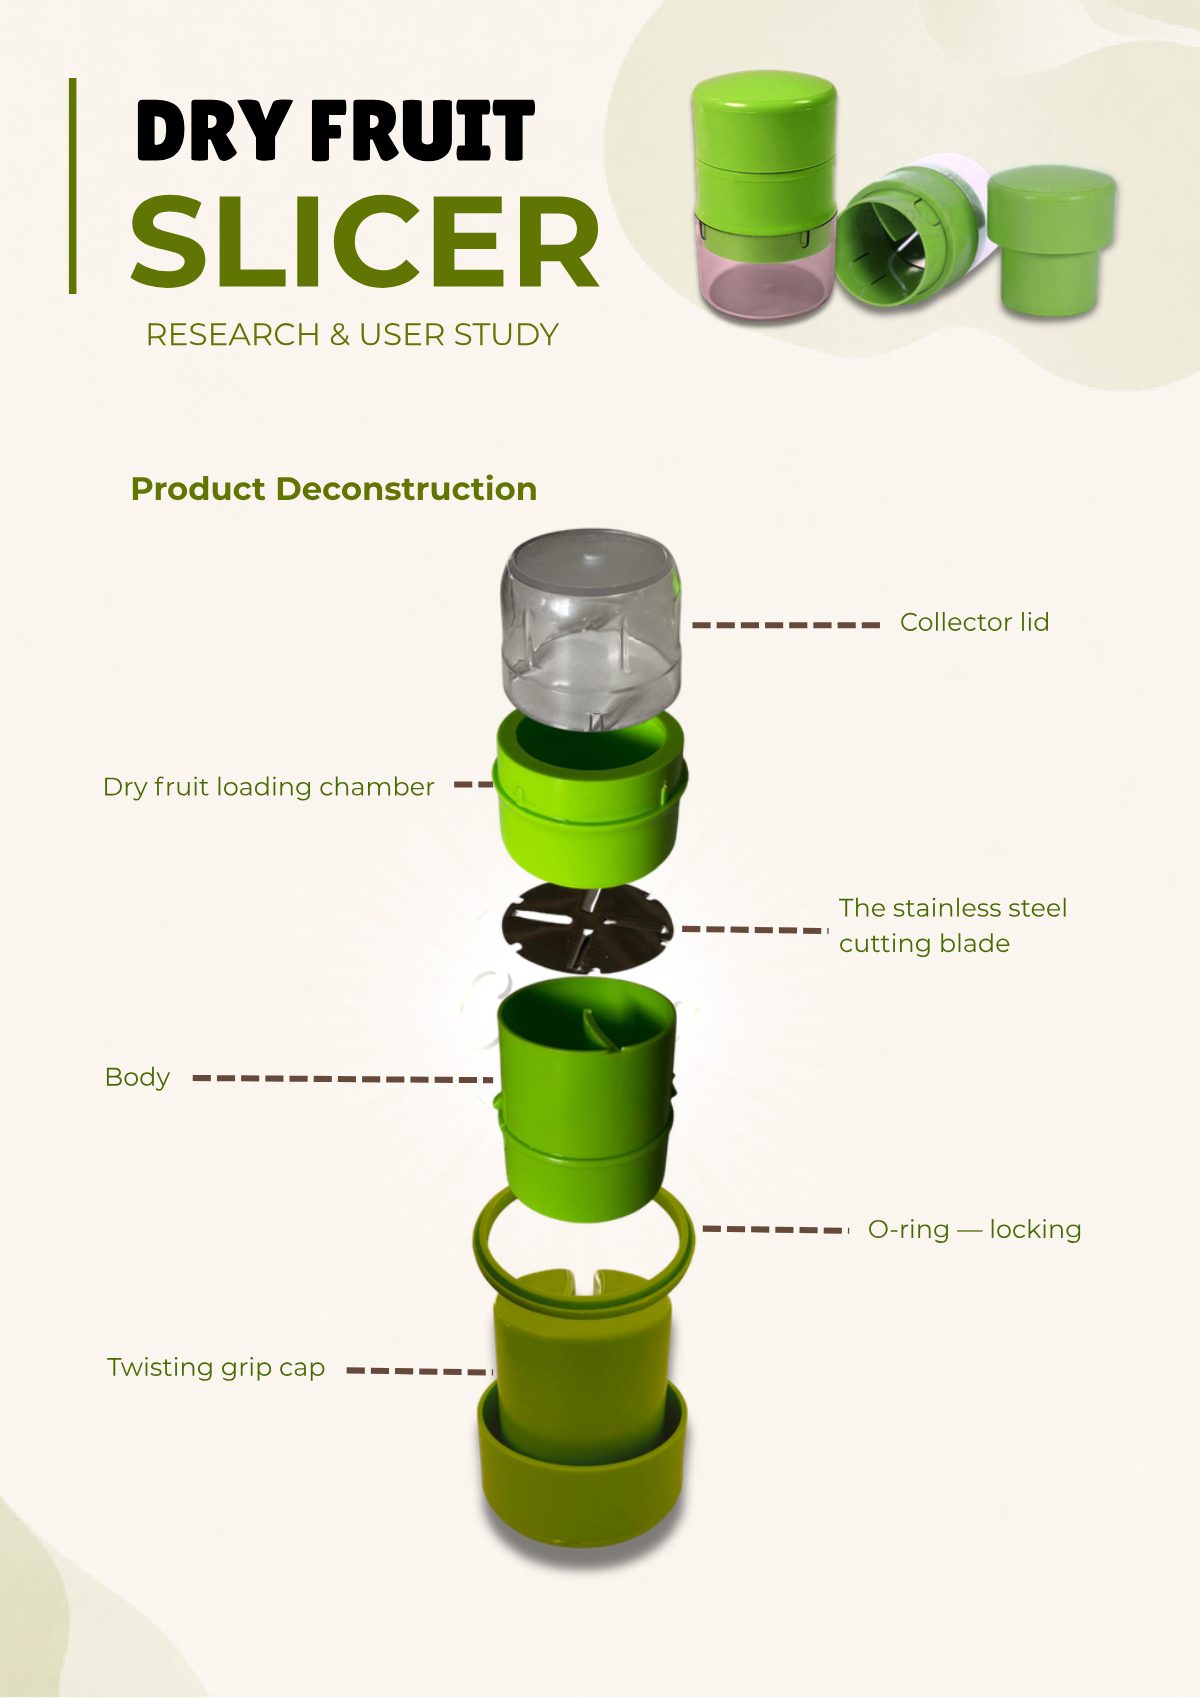 DRY FRUIT
SLICER
RESEARCH & USER STUDY
Product Deconstruction
Collector lid
Dry fruit loading chamber
The stainless steel
cutting blade
Body
O-ring — locking
Twisting grip cap